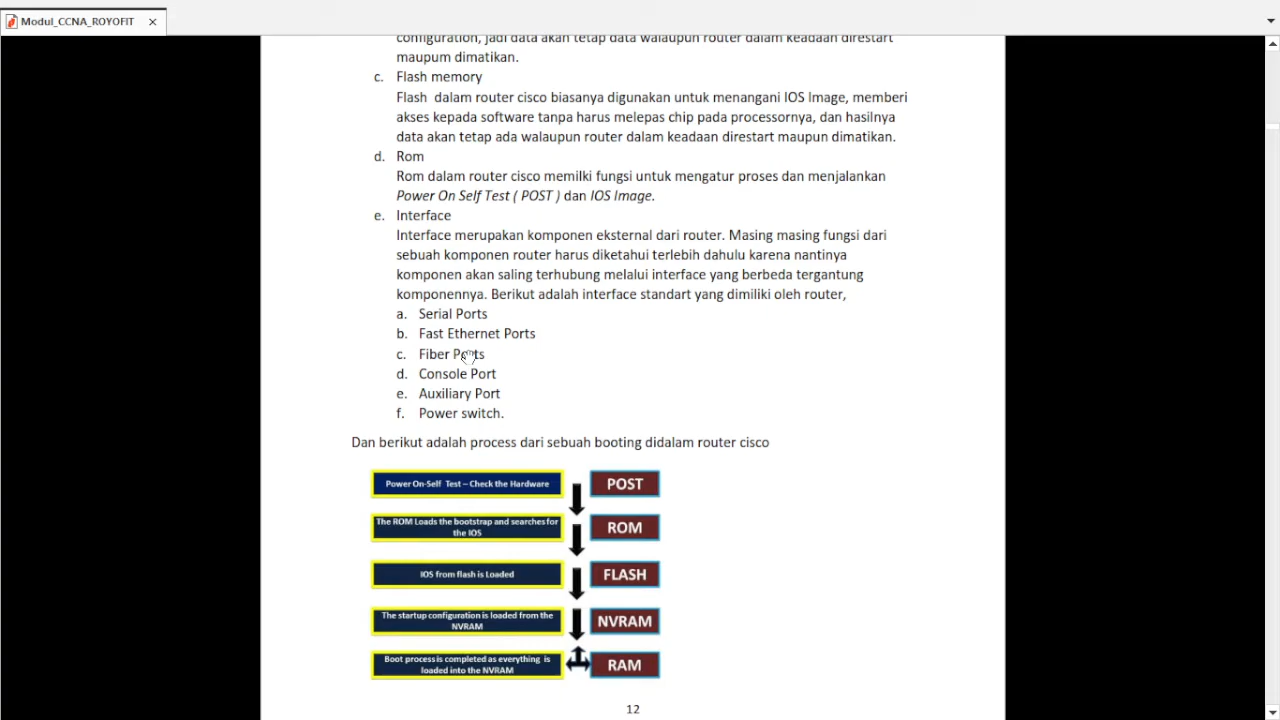 Modul_CCNA_ROYOFIT
configuration, jadi data akan tetap data walaupun router dalam keadaan direstart
maupum dimatikan.
c. Flash memory
Flash dalam router cisco biasanya digunakan untuk menangani IOS Image, memberi
akses kepada software tanpa harus melepas chip pada processornya, dan hasilnya
data akan tetap ada walaupun router dalam keadaan direstart maupun dimatikan.
d. Rom
Rom dalam router cisco memilki fungsi untuk mengatur proses dan menjalankan
Power On Self Test ( POST ) dan IOS Image.
e. Interface
Interface merupakan komponen eksternal dari router. Masing masing fungsi dari
sebuah komponen router harus diketahui terlebih dahulu karena nantinya
komponen akan saling terhubung melalui interface yang berbeda tergantung
komponennya. Berikut adalah interface standart yang dimiliki oleh router,
a. Serial Ports
b. Fast Ethernet Ports
c. Fiber Ports
d. Console Port
e. Auxiliary Port
f. Power switch.
Dan berikut adalah process dari sebuah booting didalam router cisco
Power On-Self Test – Check the Hardware
POST
The ROM Loads the bootstrap and searches for
the IOS
ROM
IOS from flash is Loaded
FLASH
The startup configuration is loaded from the
NVRAM
NVRAM
Boot process is completed as everything is
loaded into the NVRAM
RAM
12